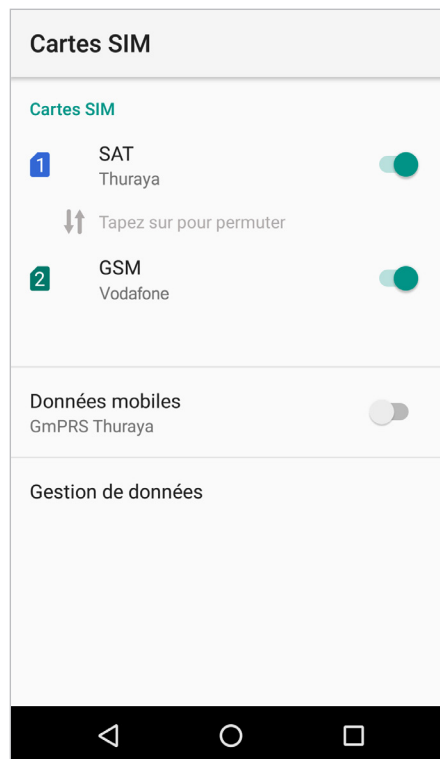 Cartes SIM
Cartes SIM
1
SAT
Thuraya
Tapez sur pour permuter
2
GSM
Vodafone
Données mobiles
GmPRS Thuraya
Gestion de données